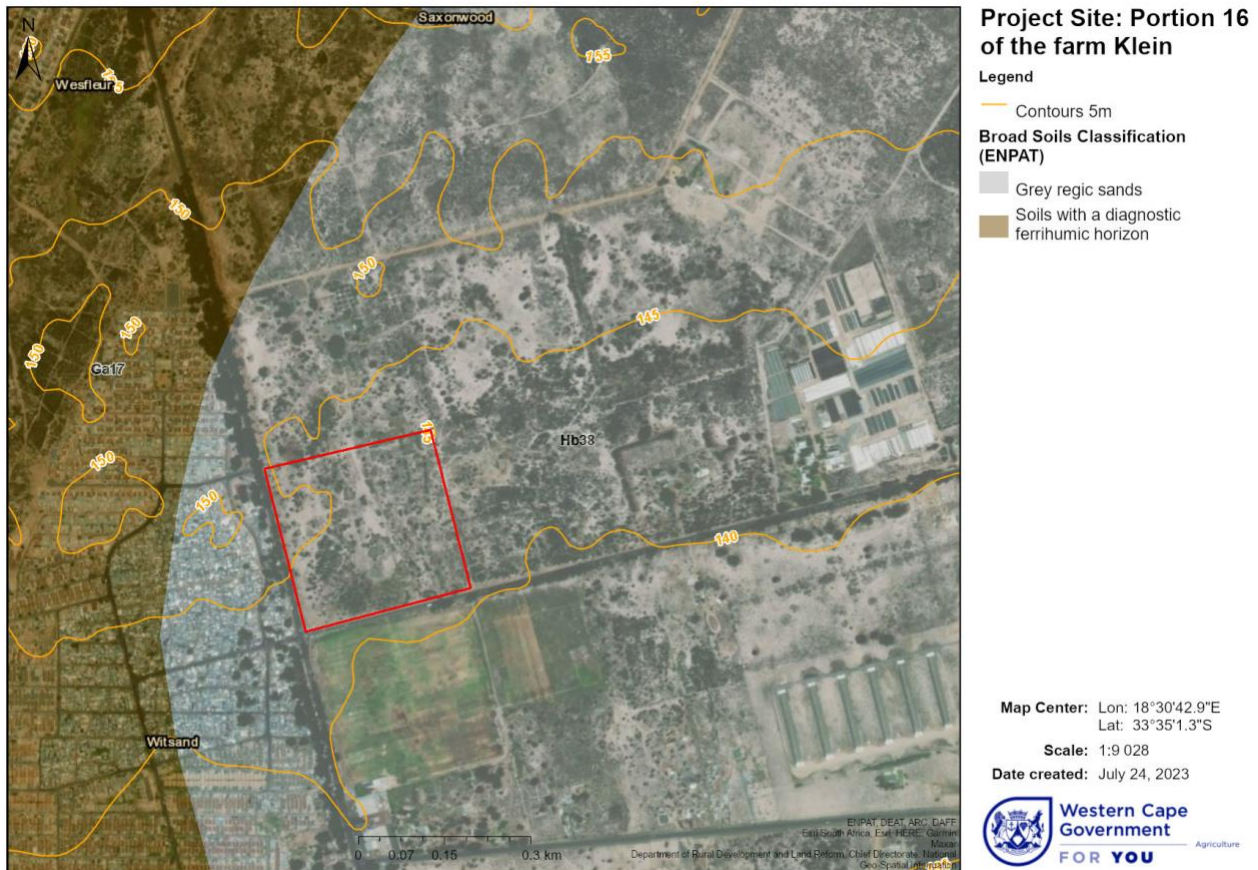 Project Site: Portion 16
of the farm Klein
Legend
Contours 5m
Broad Soils Classification
(ENPAT)
Grey regic sands
Soils with a diagnostic
ferrihumic horizon
N
Saxonwood
155
Wesfleur
150
150
150
150
Ga17
145
145
Hb38
150
150
140
Witsand
0 0.07 0.15 0.3 km
ENPAT, DEAT, ARC, DAFF
Esri South Africa, Esri, HERE, Garmin
Maxar
Department of Rural Development and Land Reform, Chief Directorate: National
Geo-Spatial Information
Map Center: Lon: 18°30'42.9"E
Lat: 33°35'1.3"S
Scale: 1:9 028
Date created: July 24, 2023
Western Cape
Government
Agriculture
FOR YOU